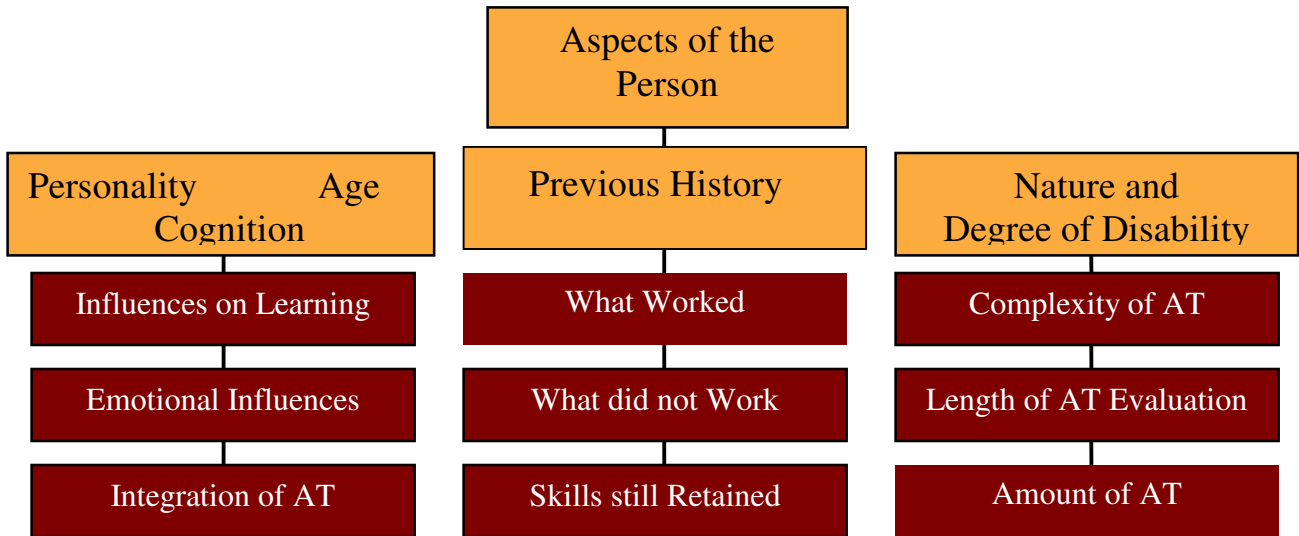 Aspects of the
Person
Personality Age
Cognition
Influences on Learning
Emotional Influences
Integration of AT
Previous History
What Worked
What did not Work
Skills still Retained
Nature and
Degree of Disability
Complexity of AT
Length of AT Evaluation
Amount of AT